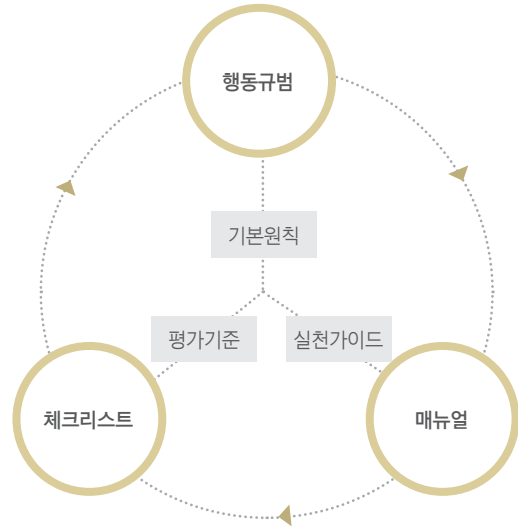 행동규범
기본원칙
평가기준
실천가이드
체크리스트
매뉴얼